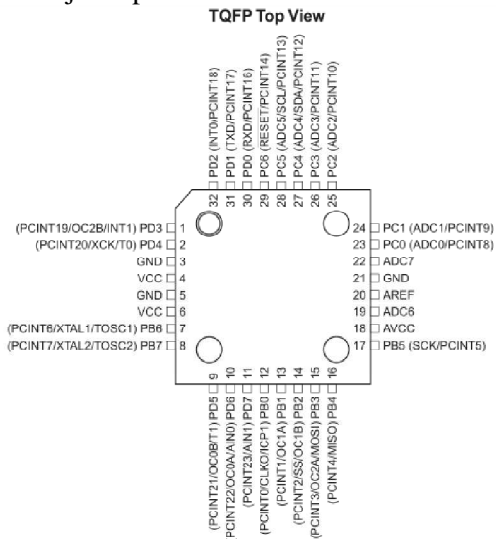 TQFP Top View
32 PD2 (INT0/PCINT18)
31 PD1 (TXD/PCINT17)
30 PD0 (RXD/PCINT16)
29 PC6 (RESET/PCINT14)
28 PC5 (ADC5/SCL/PCINT13)
27 PC4 (ADC4/SDA/PCINT12)
26 PC3 (ADC3/PCINT11)
25 PC2 (ADC2/PCINT10)
(PCINT19/OC2B/INT1) PD3 1
(PCINT20/XCK/T0) PD4 2
GND 3
VCC 4
GND 5
VCC 6
(PCINT6/XTAL1/TOSC1) PB6 7
(PCINT7/XTAL2/TOSC2) PB7 8
24 PC1 (ADC1/PCINT9)
23 PC0 (ADC0/PCINT8)
22 ADC7
21 GND
20 AREF
19 ADC6
18 AVCC
17 PB5 (SCK/PCINT5)
(PCINT21/OC0B/T1) PD5 9
PCINT22/OC0A/AIN0) PD6 10
(PCINT23/AIN1) PD7 11
(PCINT0/CLKO/ICP1) PB0 12
(PCINT1/OC1A) PB1 13
(PCINT2/SS/OC1B) PB2 14
(PCINT3/OC2A/MOSI) PB3 15
(PCINT4/MISO) PB4 16